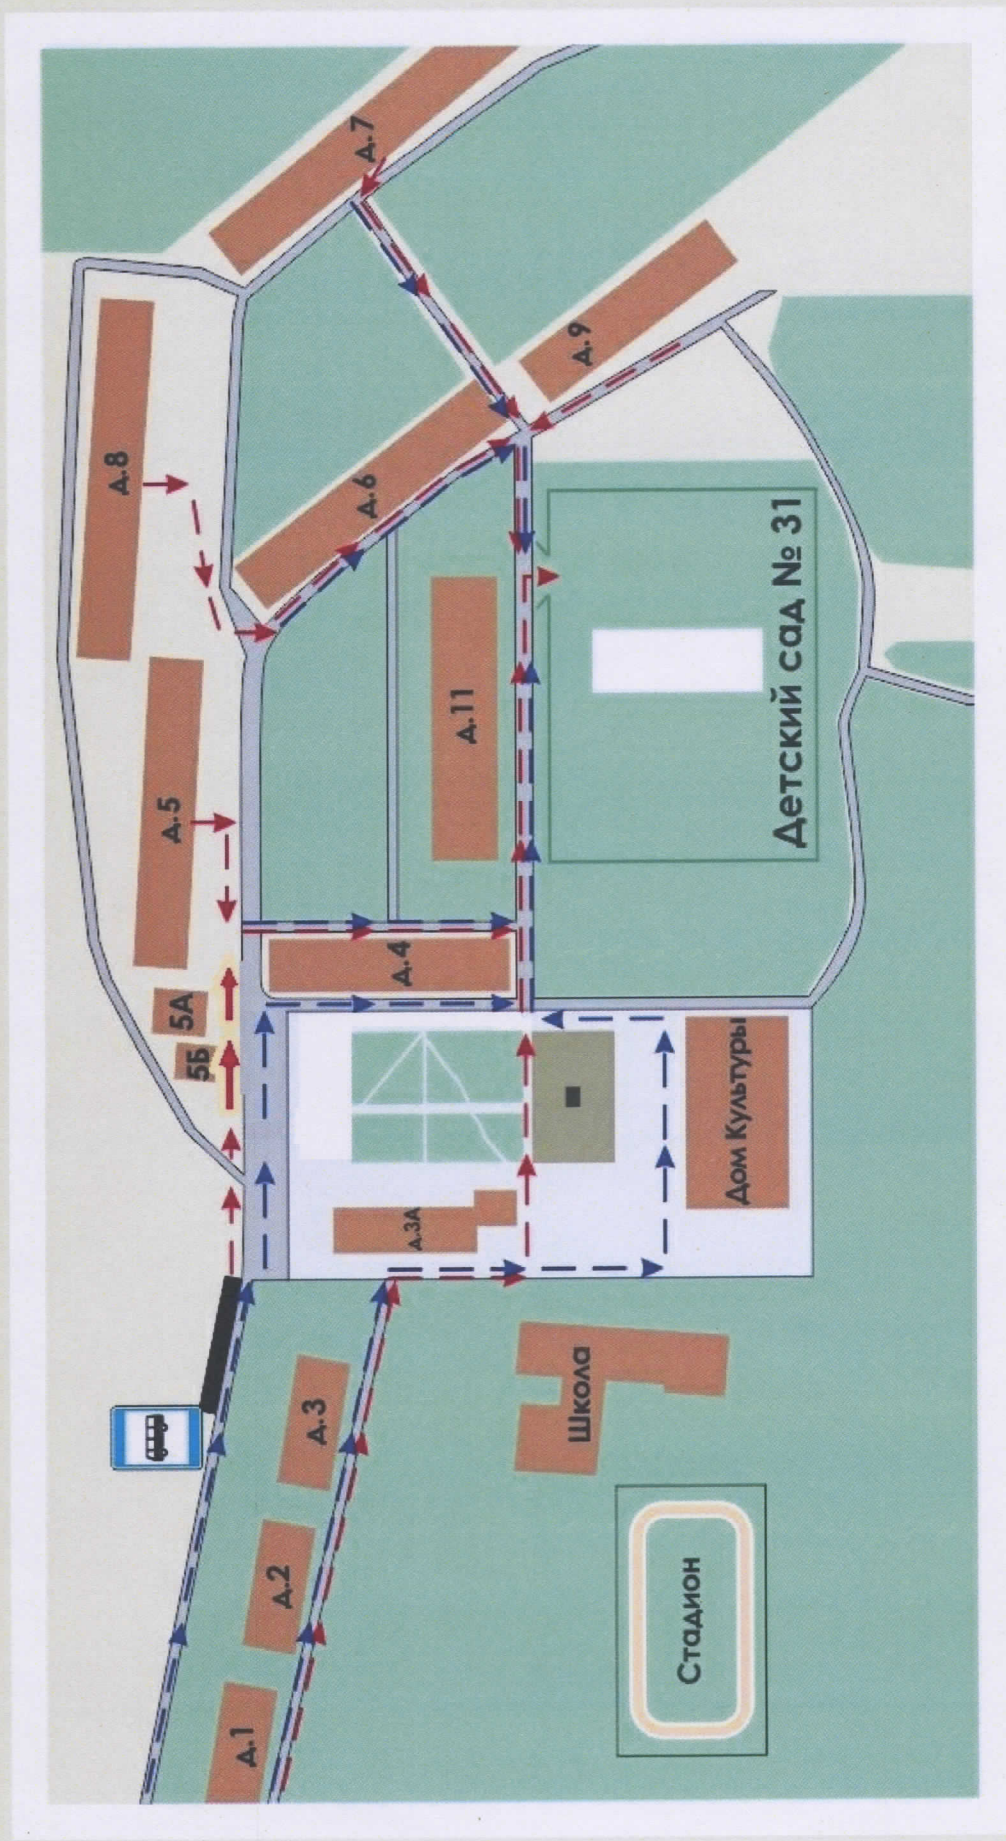 д.1
д.2
д.3
Стадион
Школа
д.3А
Дом Культуры
5Б
5А
д.4
д.5
д.11
Детский сад № 31
д.8
д.6
д.9
д.7